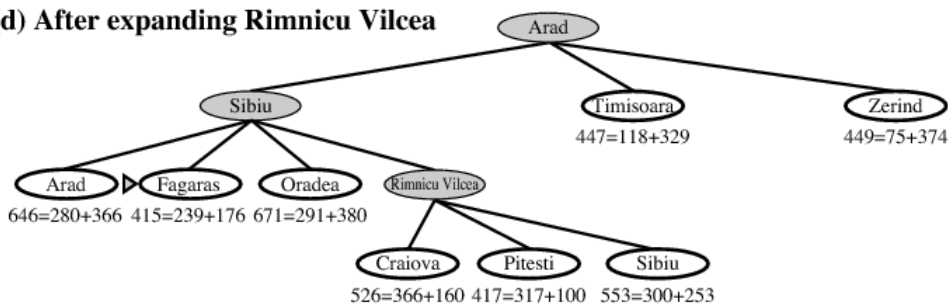 d) After expanding Rimnicu Vilcea
Arad
Sibiu
Timisoara
Zerind
447=118+329
449=75+374
Arad
Fagaras
Oradea
Rimnicu Vilcea
646=280+366
415=239+176
671=291+380
Craiova
Pitesti
Sibiu
526=366+160
417=317+100
553=300+253